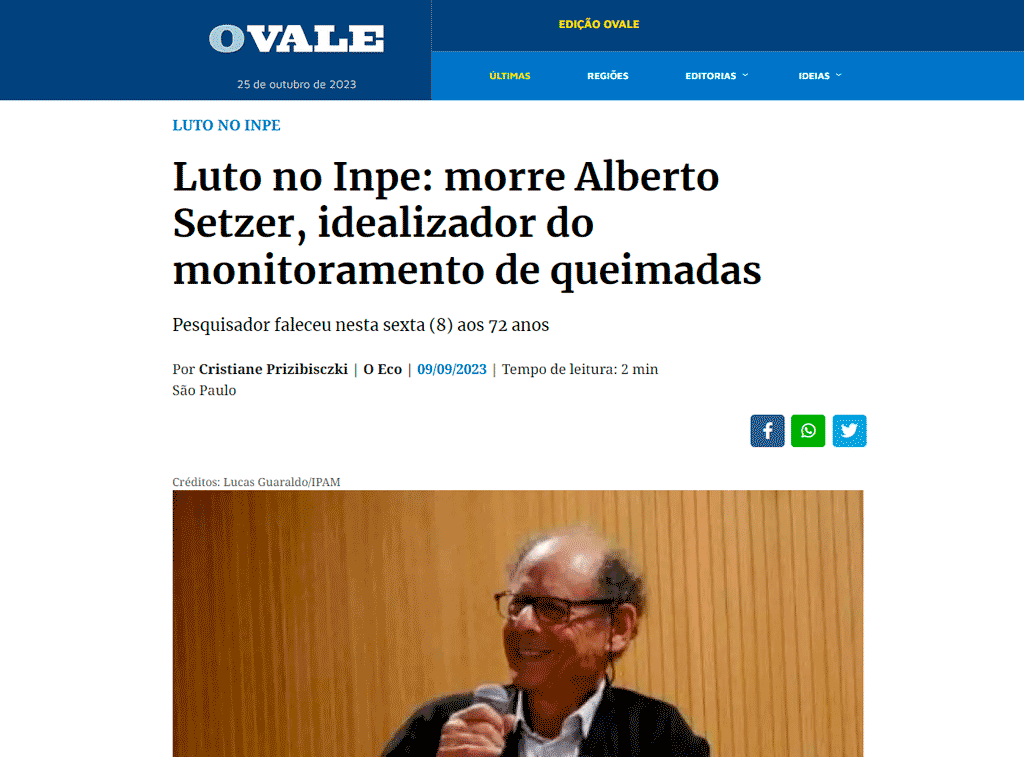 OVALE
25 de outubro de 2023
EDIÇÃO OVALE
ÚLTIMAS REGIÕES EDITORIAS IDEIAS
LUTO NO INPE
Luto no Inpe: morre Alberto
Setzer, idealizador do
monitoramento de queimadas
Pesquisador faleceu nesta sexta (8) aos 72 anos
Por Cristiane Prizibisczki | O Eco | 09/09/2023 | Tempo de leitura: 2 min
São Paulo
Créditos: Lucas Guaraldo/IPAM